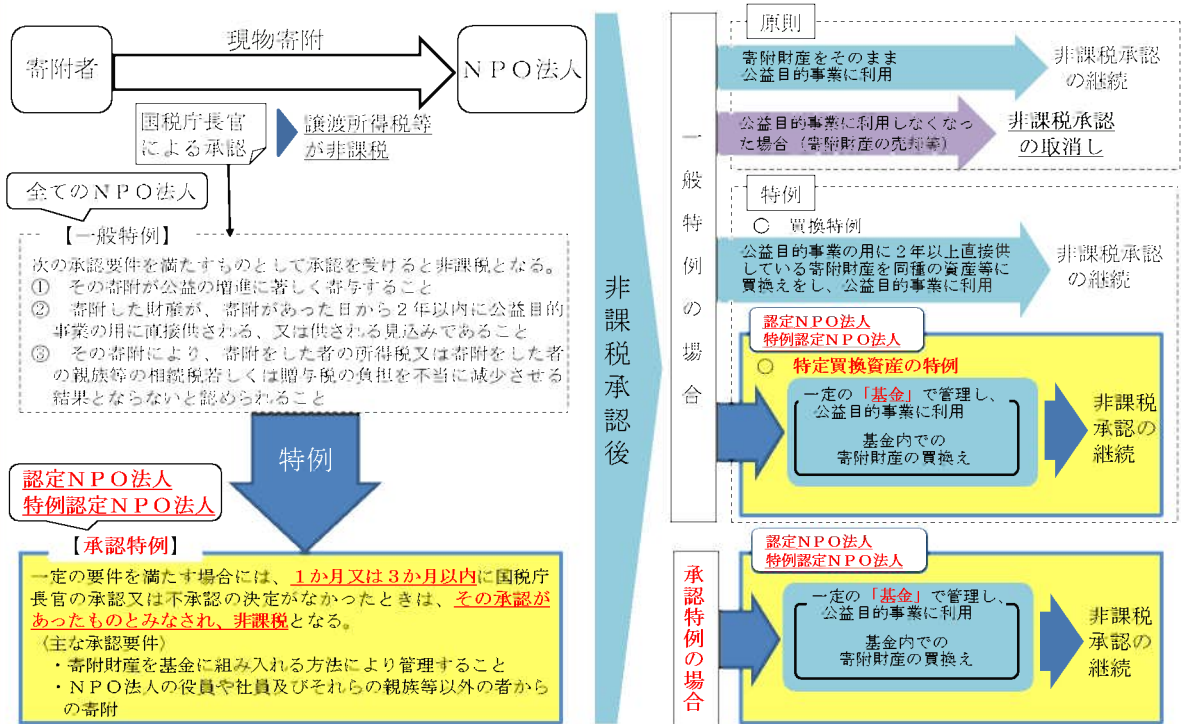 現物寄附
寄附者
ＮＰＯ法人
国税庁長官
による承認
譲渡所得税等
が非課税
全てのＮＰＯ法人
【一般特例】
次の承認要件を満たすものとして承認を受けると非課税となる。
① その寄附が公益の増進に著しく寄与すること
② 寄附した財産が、寄附があった日から２年以内に公益目的
事業の用に直接供される、又は供される見込みであること
③ その寄附により、寄附をした者の所得税又は寄附をした者
の親族等の相続税若しくは贈与税の負担を不当に減少させる
結果とならないと認められること
特例
認定ＮＰＯ法人
特例認定ＮＰＯ法人
【承認特例】
一定の要件を満たす場合には、１か月又は３か月以内に国税庁
長官の承認又は不承認の決定がなかったときは、その承認が
あったものとみなされ、非課税となる。
〈主な承認要件〉
・寄附財産を基金に組み入れる方法により管理すること
・ＮＰＯ法人の役員や社員及びそれらの親族等以外の者から
の寄附
非課税承認後
一般特例の場合
原則
寄附財産をそのまま
公益目的事業に利用
非課税承認
の継続
公益目的事業に利用しなくなっ
た場合（寄附財産の売却等）
非課税承認
の取消し
特例
○ 買換特例
公益目的事業の用に２年以上直接供
している寄附財産を同種の資産等に
買換えをし、公益目的事業に利用
非課税承認
の継続
認定ＮＰＯ法人
特例認定ＮＰＯ法人
○ 特定買換資産の特例
一定の「基金」で管理し、
公益目的事業に利用
基金内での
寄附財産の買換え
非課税
承認の
継続
承認特例の場合
認定ＮＰＯ法人
特例認定ＮＰＯ法人
一定の「基金」で管理し、
公益目的事業に利用
基金内での
寄附財産の買換え
非課税
承認の
継続